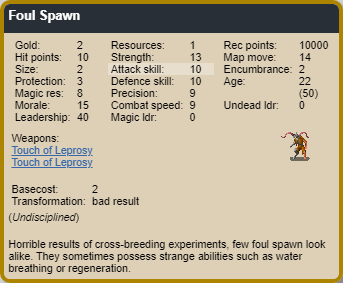 Foul Spawn
Gold: 2 Resources: 1 Rec points: 10000
Hit points: 10 Strength: 13 Map move: 14
Size: 2 Attack skill: 10 Encumbrance: 2
Protection: 3 Defence skill: 10 Age: 22
Magic res: 8 Precision: 9 (50)
Morale: 15 Combat speed: 9 Undead ldr: 0
Leadership: 40 Magic ldr: 0
Weapons:
Touch of Leprosy
Touch of Leprosy
Basecost: 2
Transformation: bad result
(Undisciplined)
Horrible results of cross-breeding experiments, few foul spawn look
alike. They sometimes possess strange abilities such as water
breathing or regeneration.